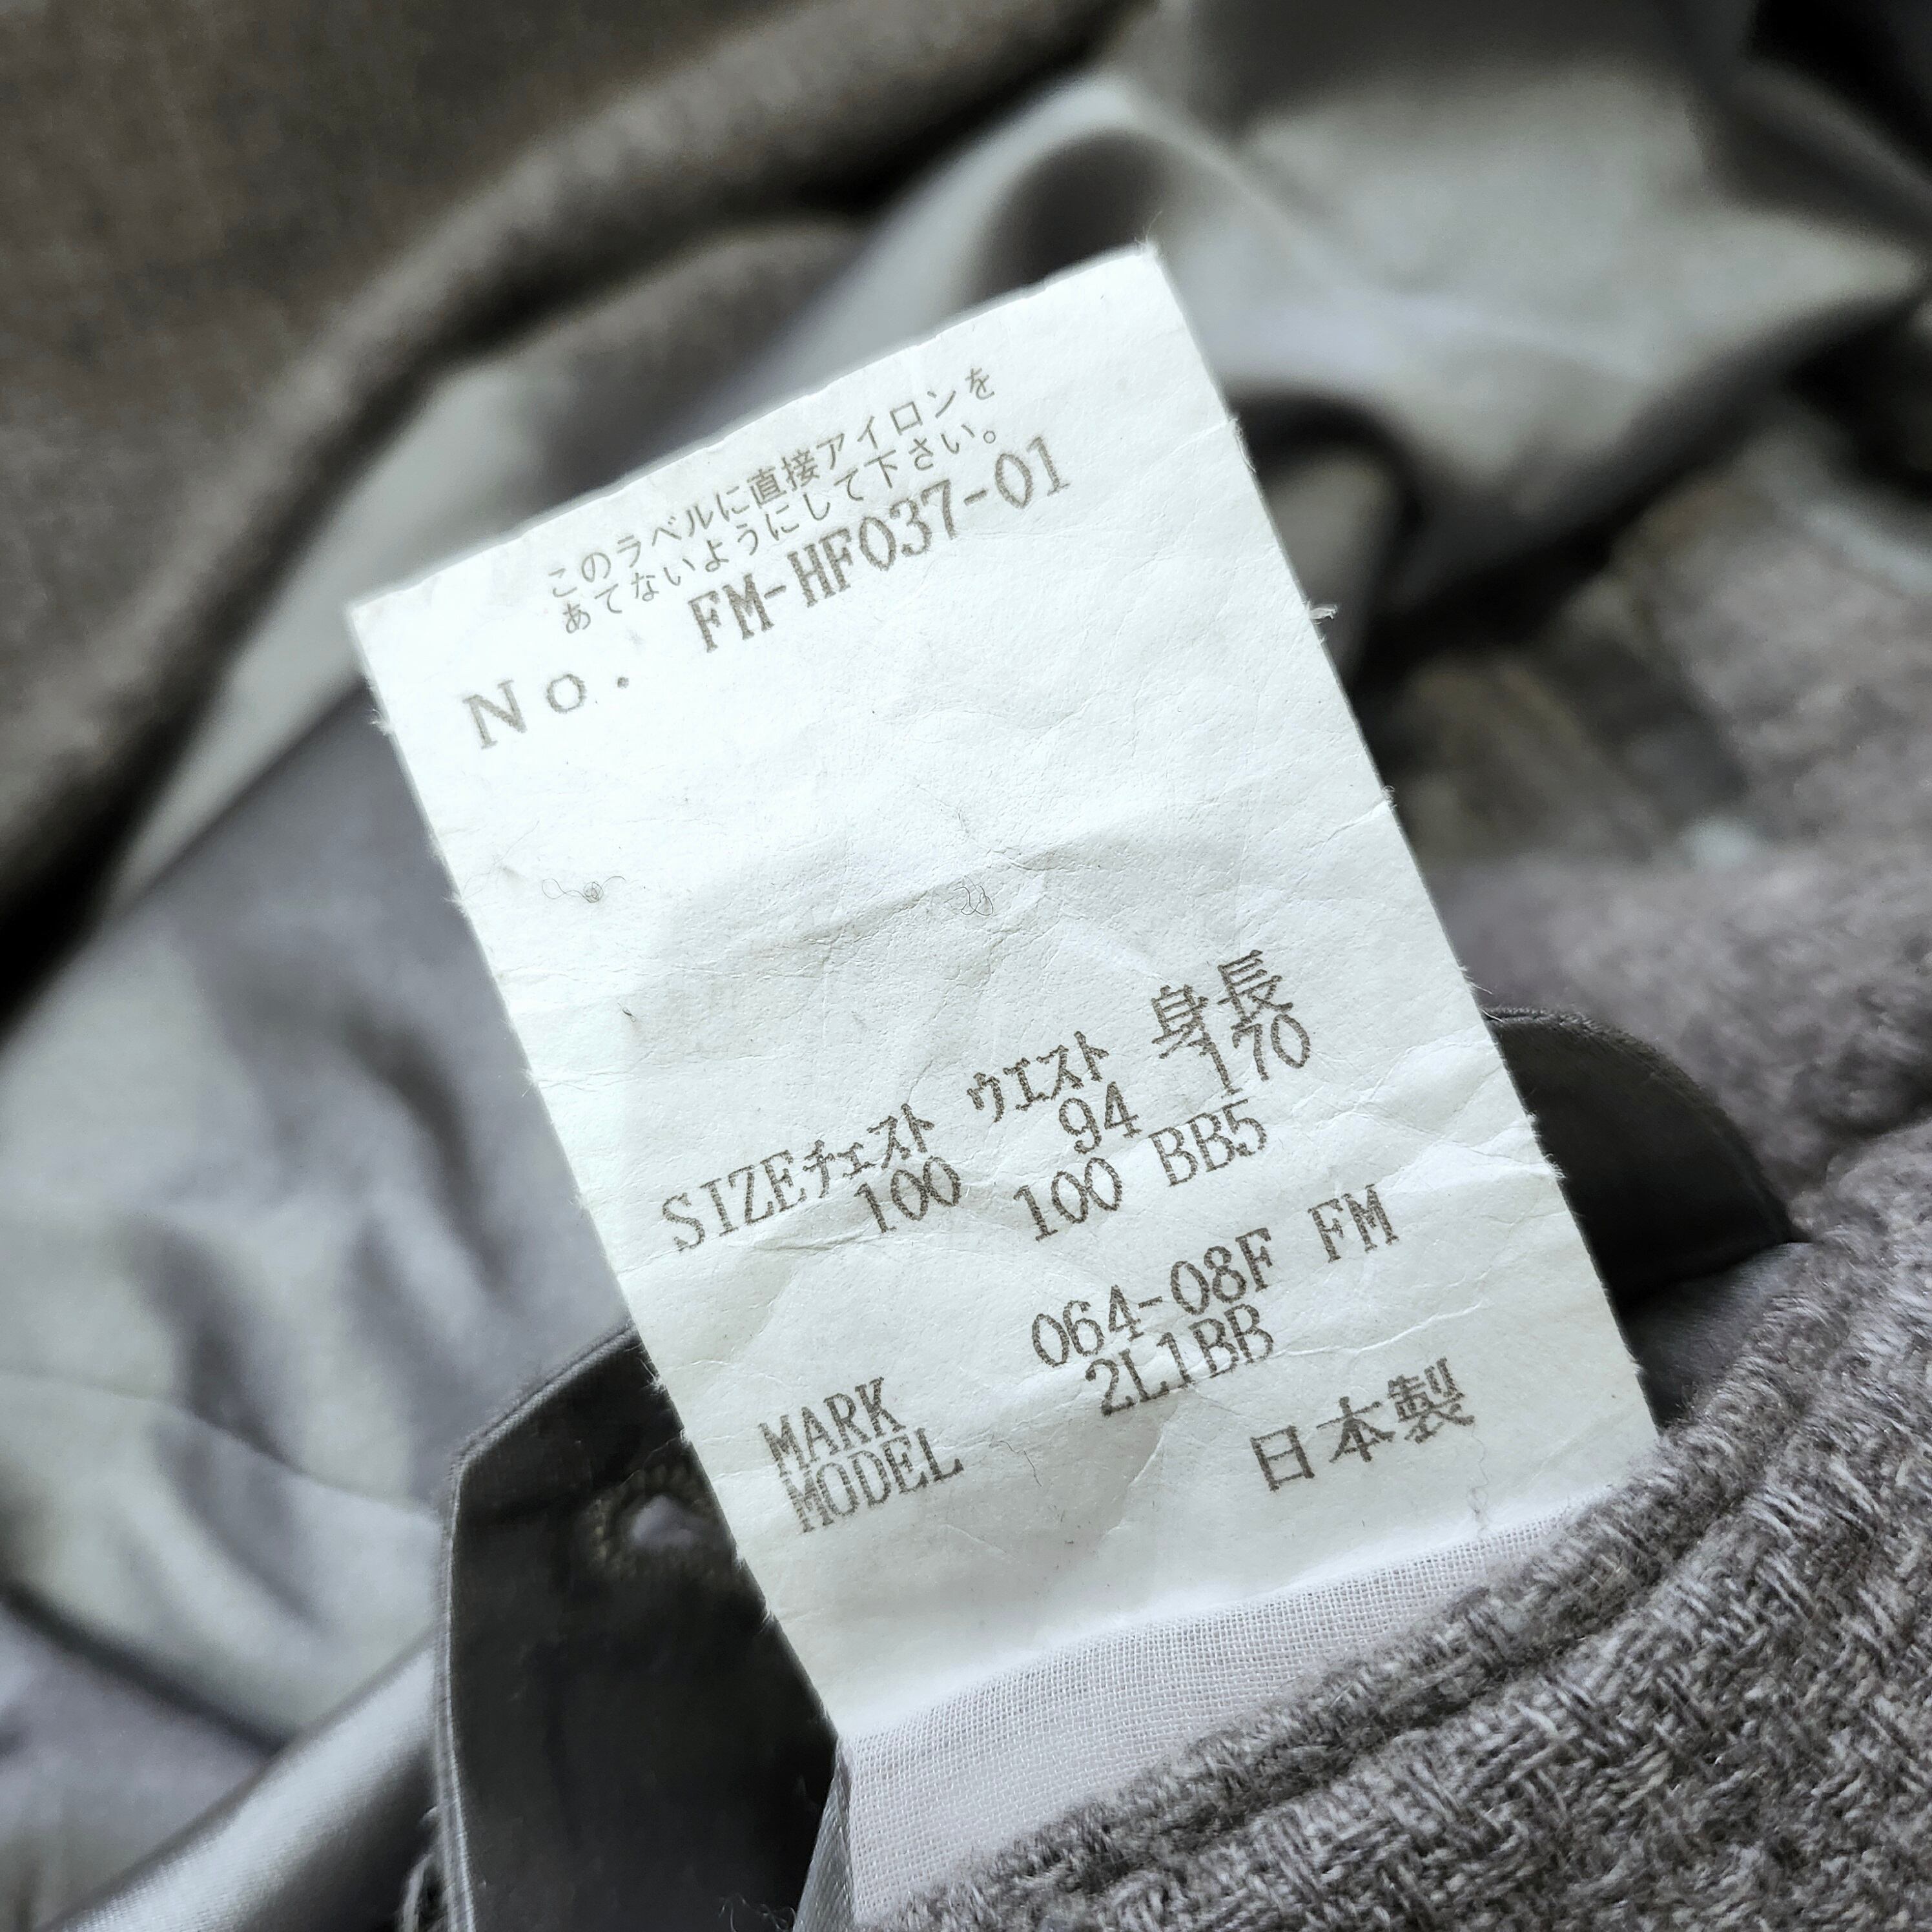 このラベルに直接アイロンを
あてないようにして下さい。
No. FM-HF037-01
SIZE ﾁｪｽﾄ ｳｴｽﾄ 身長
100 94 170
100 BB5
MARK 064-08F FM
MODEL 2L1BB
日本製